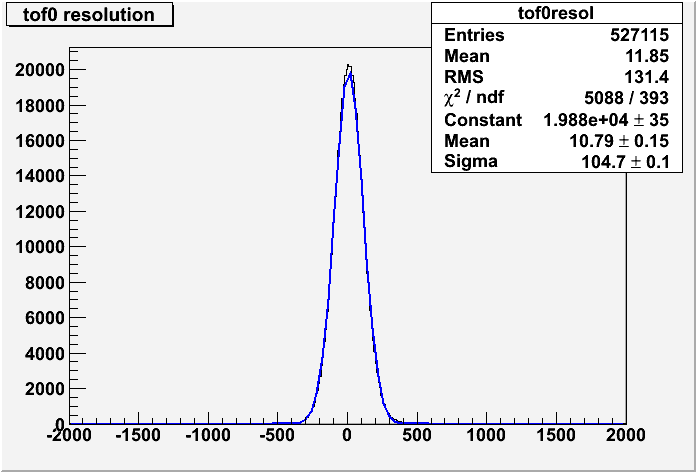 tof0 resolution
tof0resol
Entries 527115
Mean 11.85
RMS 131.4
χ² / ndf 5088 / 393
Constant 1.988e+04 ± 35
Mean 10.79 ± 0.15
Sigma 104.7 ± 0.1
20000
18000
16000
14000
12000
10000
8000
6000
4000
2000
0
-2000 -1500 -1000 -500 0 500 1000 1500 2000